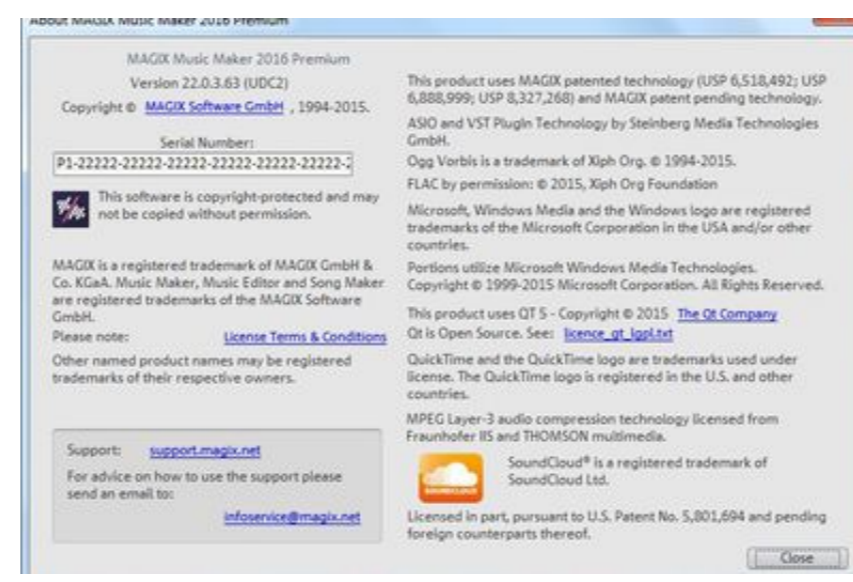 About MAGIX Music Maker 2016 Premium
MAGIX Music Maker 2016 Premium
Version 22.0.3.63 (UDC2)
Copyright © MAGIX Software GmbH , 1994-2015.
Serial Number:
P1-22222-22222-22222-22222-22222-22222-2
This software is copyright-protected and may
not be copied without permission.
MAGIX is a registered trademark of MAGIX GmbH &
Co. KGaA. Music Maker, Music Editor and Song Maker
are registered trademarks of the MAGIX Software
GmbH.
Please note: License Terms & Conditions
Other named product names may be registered
trademarks of their respective owners.
Support: support.magix.net
For advice on how to use the support please
send an email to:
infoservice@magix.net
This product uses MAGIX patented technology (USP 6,518,492; USP
6,888,999; USP 8,327,268) and MAGIX patent pending technology.
ASIO and VST PlugIn Technology by Steinberg Media Technologies
GmbH.
Ogg Vorbis is a trademark of Xiph Org. © 1994-2015.
FLAC by permission: © 2015, Xiph Org Foundation
Microsoft, Windows Media and the Windows logo are registered
trademarks of the Microsoft Corporation in the USA and/or other
countries.
Portions utilize Microsoft Windows Media Technologies.
Copyright © 1999-2015 Microsoft Corporation. All Rights Reserved.
This product uses QT 5 - Copyright © 2015 The Qt Company
Qt is Open Source. See: licence_qt_lgpl.txt
QuickTime and the QuickTime logo are trademarks used under
license. The QuickTime logo is registered in the U.S. and other
countries.
MPEG Layer-3 audio compression technology licensed from
Fraunhofer IIS and THOMSON multimedia.
SOUNDCLOUD
SoundCloud® is a registered trademark of
SoundCloud Ltd.
Licensed in part, pursuant to U.S. Patent No. 5,801,694 and pending
foreign counterparts thereof.
Close